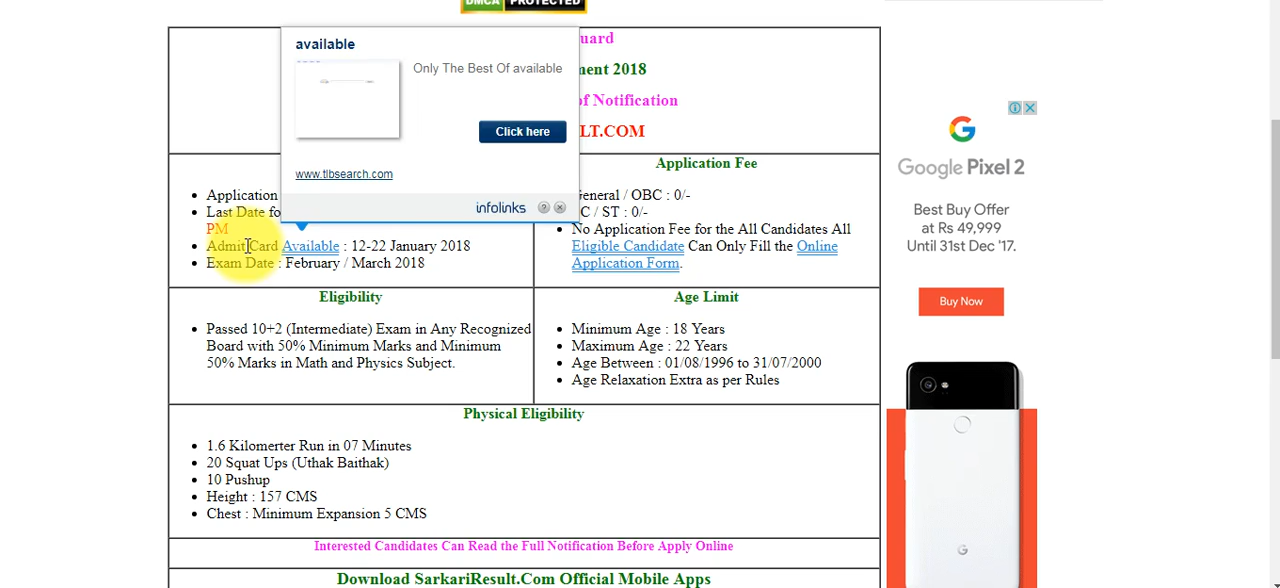 DMCA PROTECTED
uard
ment 2018
of Notification
LT.COM
available
Only The Best Of available
Click here
www.tlbsearch.com
infolinks
Application
Last Date fo
PM
Admit Card Available : 12-22 January 2018
Exam Date : February / March 2018
Application Fee
General / OBC : 0/-
SC / ST : 0/-
No Application Fee for the All Candidates All
Eligible Candidate Can Only Fill the Online
Application Form.
Eligibility
Passed 10+2 (Intermediate) Exam in Any Recognized
Board with 50% Minimum Marks and Minimum
50% Marks in Math and Physics Subject.
Age Limit
Minimum Age : 18 Years
Maximum Age : 22 Years
Age Between : 01/08/1996 to 31/07/2000
Age Relaxation Extra as per Rules
Physical Eligibility
1.6 Kilomerter Run in 07 Minutes
20 Squat Ups (Uthak Baithak)
10 Pushup
Height : 157 CMS
Chest : Minimum Expansion 5 CMS
Interested Candidates Can Read the Full Notification Before Apply Online
Download SarkariResult.Com Official Mobile Apps
Google Pixel 2
Best Buy Offer
at Rs 49,999
Until 31st Dec '17.
Buy Now